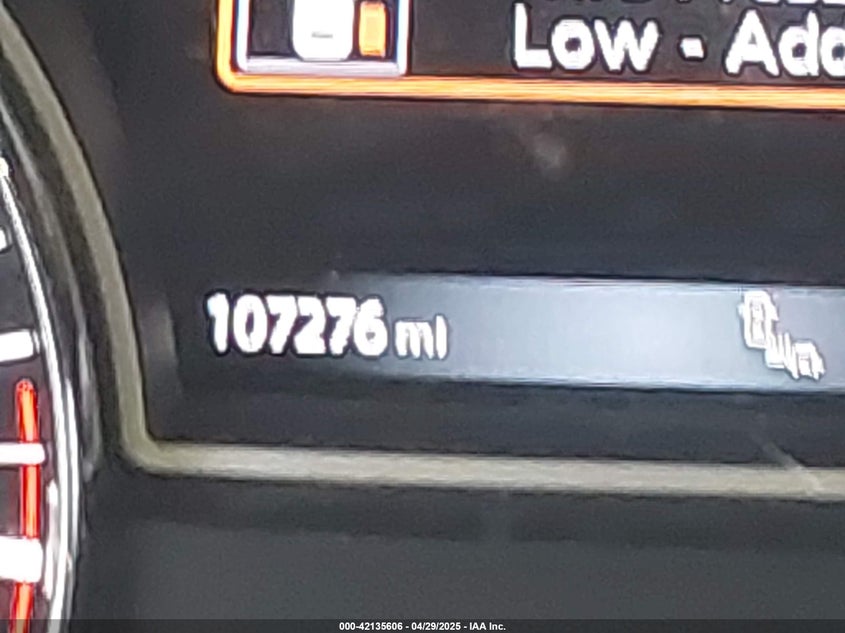 Low - Add
107276 mi
000-42135606 - 04/29/2025 - IAA Inc.